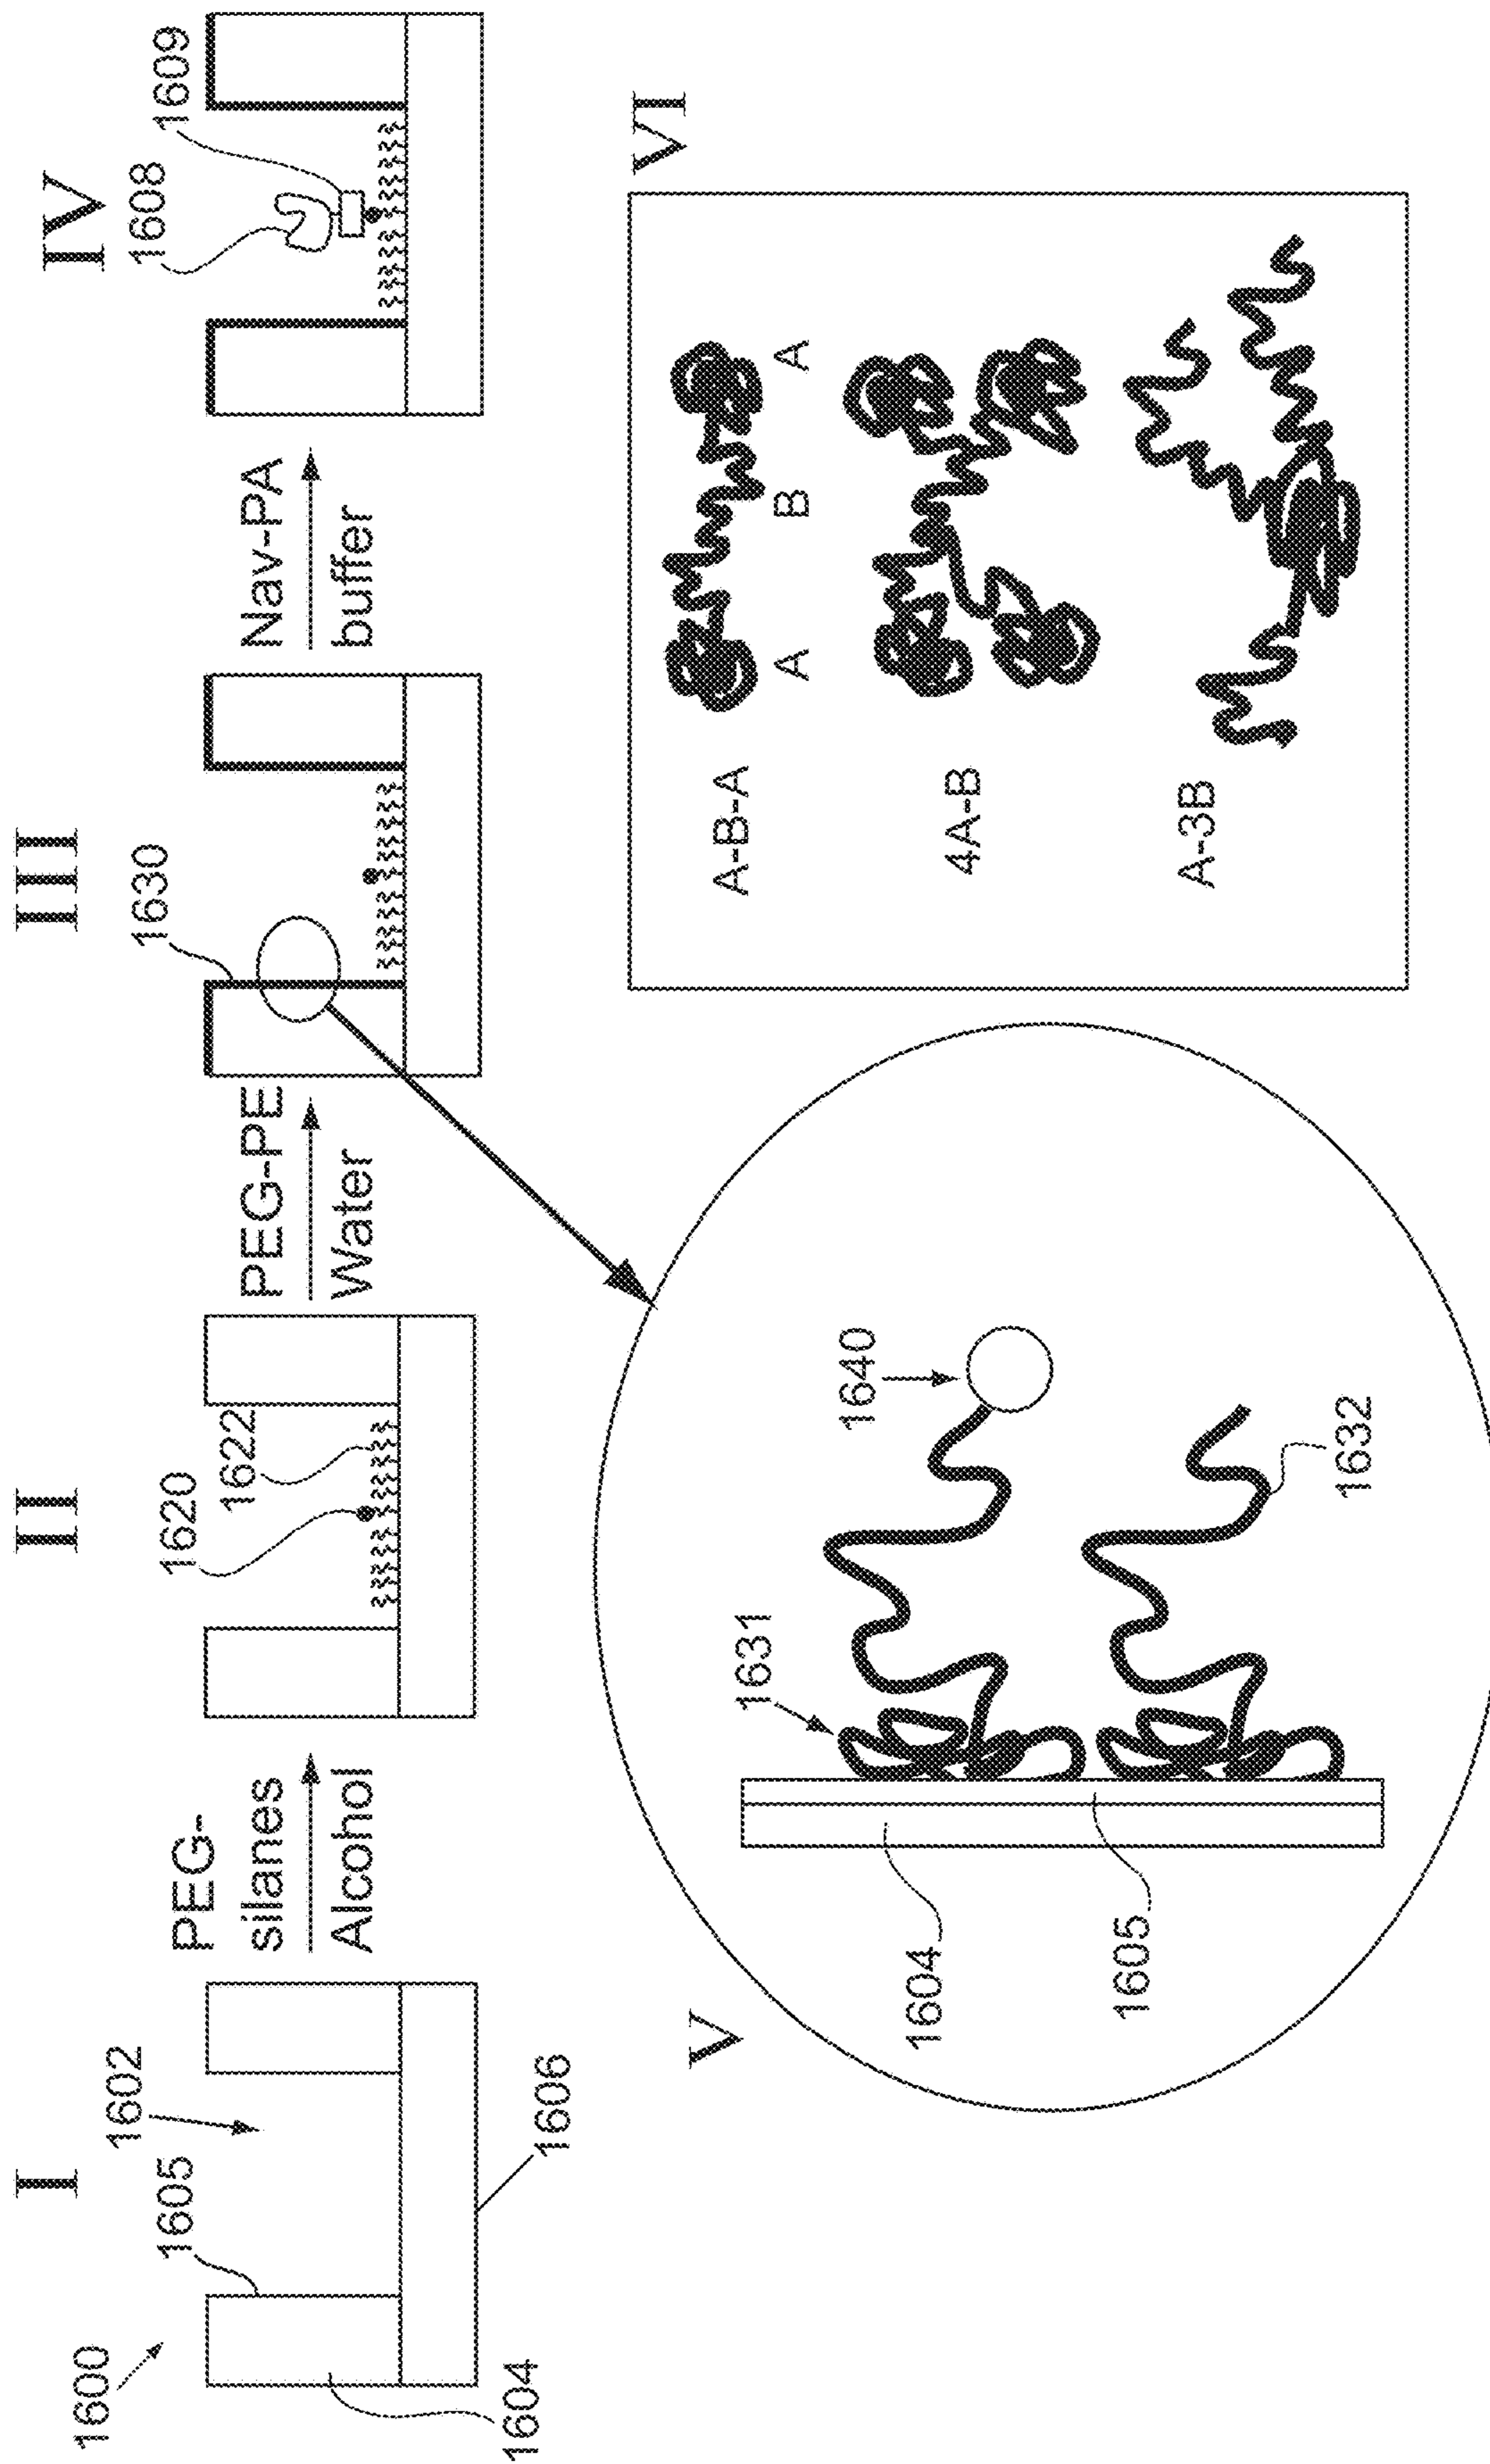 I
1600
1605
1602
1604
1606
PEG-
silanes
Alcohol
II
1620
1622
PEG-PE
Water
III
1630
Nav-PA
buffer
IV
1608
1609
V
1604
1605
1631
1640
1632
VI
A-B-A
A
B
A
4A-B
A-3B